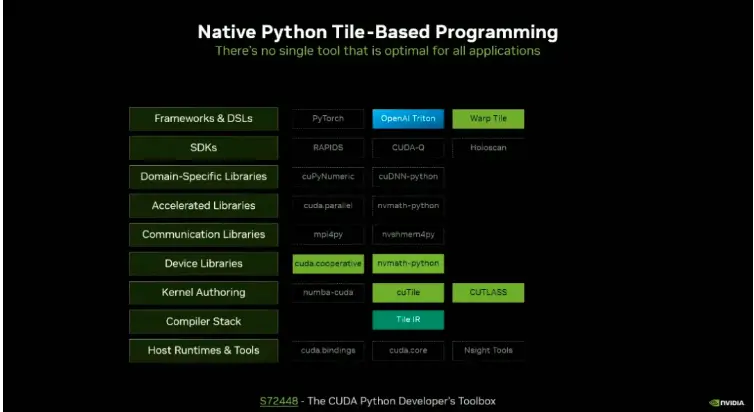 Native Python Tile-Based Programming
There's no single tool that is optimal for all applications
Frameworks & DSLs PyTorch OpenAI Triton Warp Tile
SDKs RAPIDS CUDA-Q Holoscan
Domain-Specific Libraries cuPyNumeric cuDNN-python
Accelerated Libraries cuda.parallel nvmath-python
Communication Libraries mpi4py nvshmem4py
Device Libraries cuda.cooperative nvmath-python
Kernel Authoring numba-cuda cuTile CUTLASS
Compiler Stack Tile IR
Host Runtimes & Tools cuda.bindings cuda.core Nsight Tools
S72448 - The CUDA Python Developer's Toolbox
NVIDIA